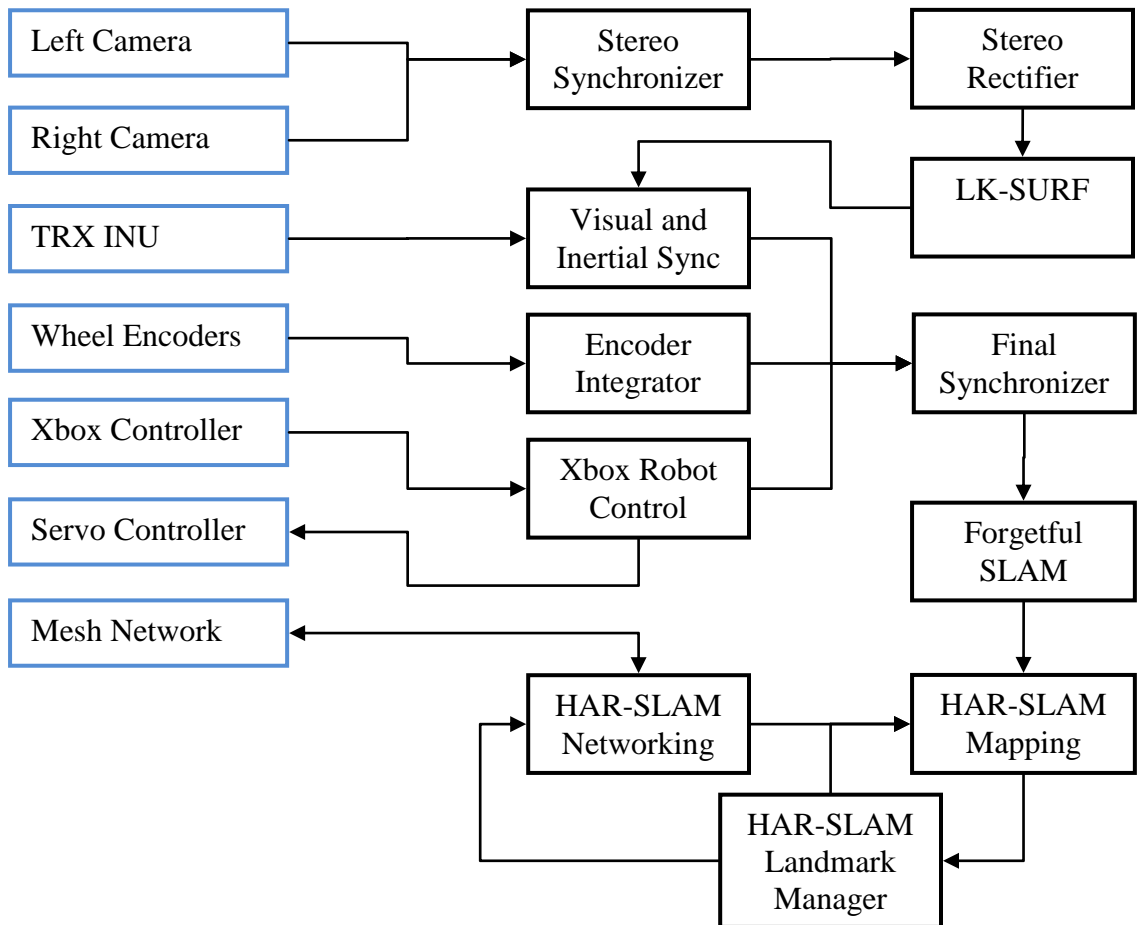 Left Camera
Stereo
Synchronizer
Stereo
Rectifier
Right Camera
LK-SURF
TRX INU
Visual and
Inertial Sync
Wheel Encoders
Encoder
Integrator
Final
Synchronizer
Xbox Controller
Xbox Robot
Control
Servo Controller
Forgetful
SLAM
Mesh Network
HAR-SLAM
Networking
HAR-SLAM
Mapping
HAR-SLAM
Landmark
Manager